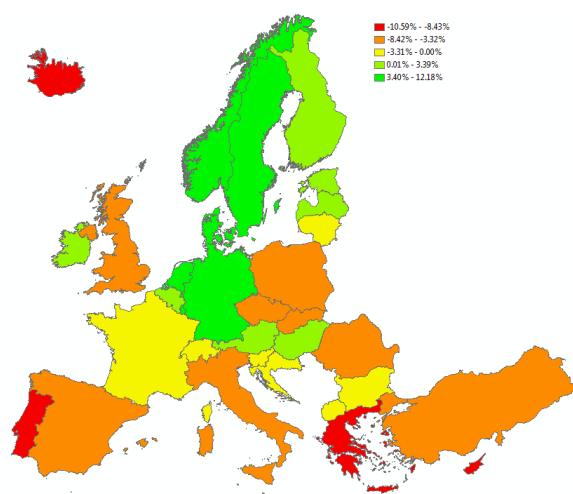 -10.59% - -8.43%
-8.42% - -3.32%
-3.31% - 0.00%
0.01% - 3.39%
3.40% - 12.18%